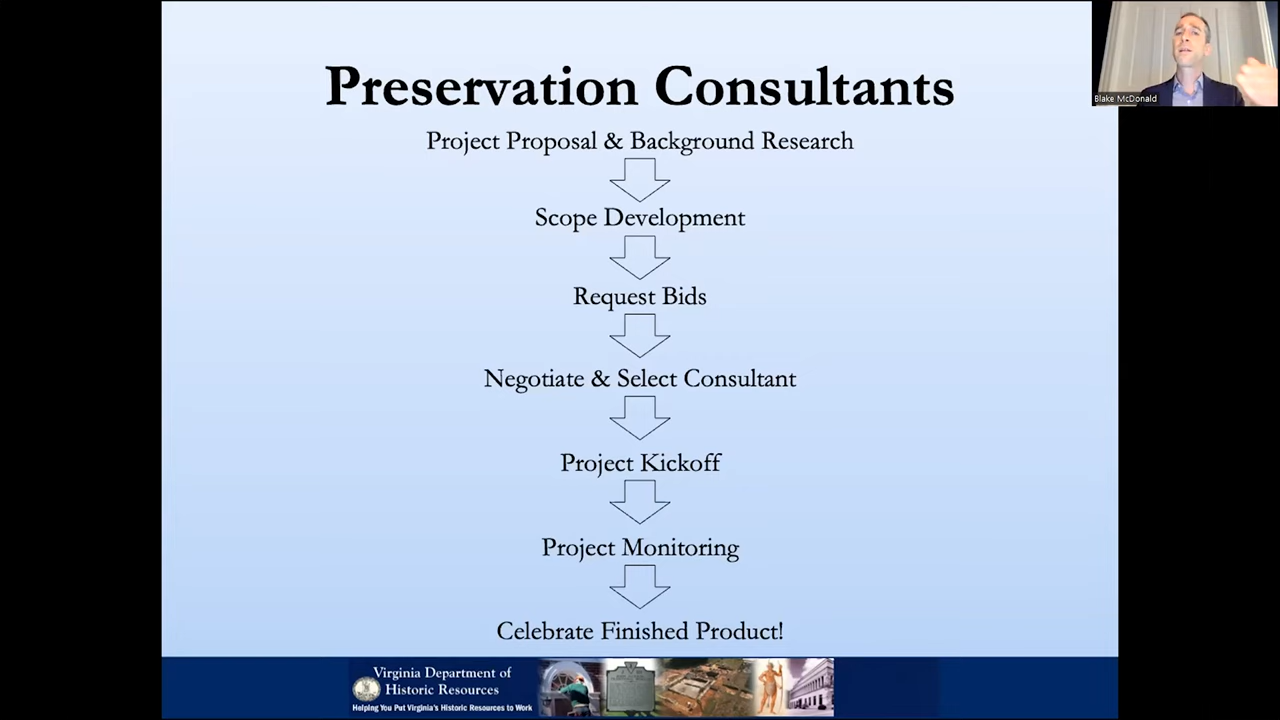 Preservation Consultants
Blake McDonald
Project Proposal & Background Research
Scope Development
Request Bids
Negotiate & Select Consultant
Project Kickoff
Project Monitoring
Celebrate Finished Product!
Virginia Department of
Historic Resources
Helping You Put Virginia's Historic Resources to Work